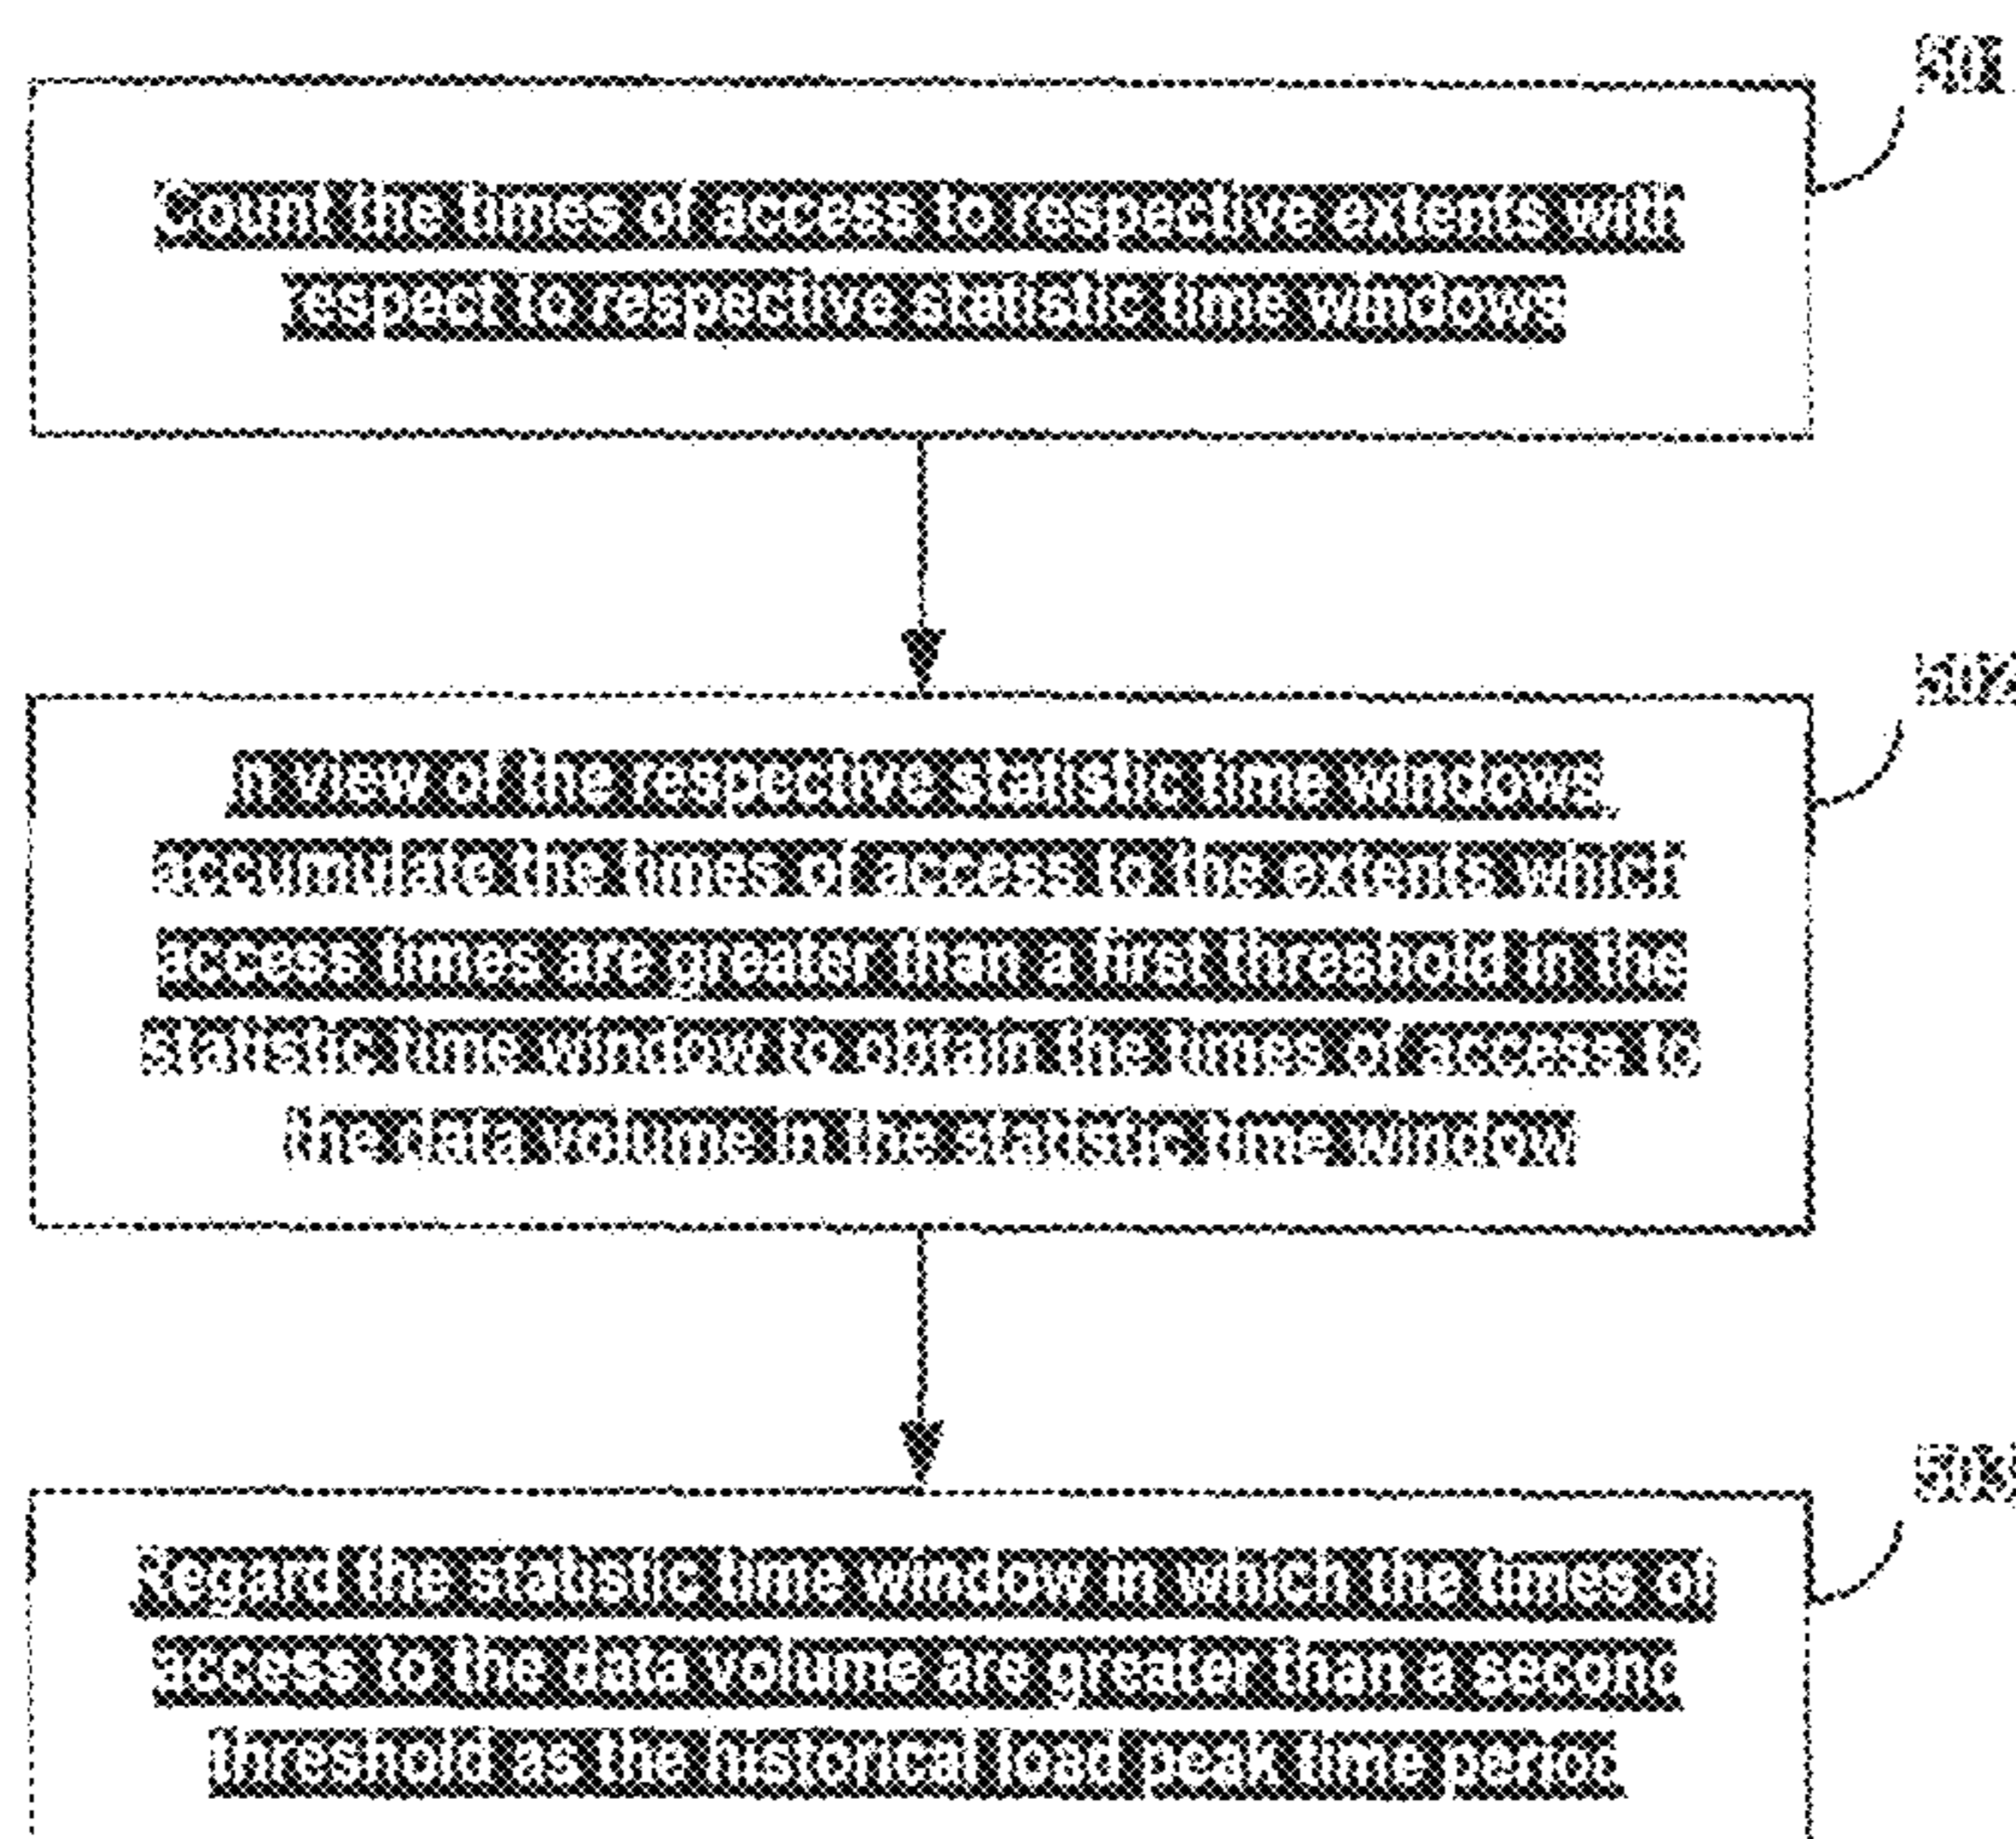 501
Count the times of access to respective extents with
respect to respective statistic time windows
502
In view of the respective statistic time windows,
accumulate the times of access to the extents which
access times are greater than a first threshold in the
statistic time window to obtain the times of access to
the data volume in the statistic time window
503
Regard the statistic time window in which the times of
access to the data volume are greater than a second
threshold as the historical load peak time period